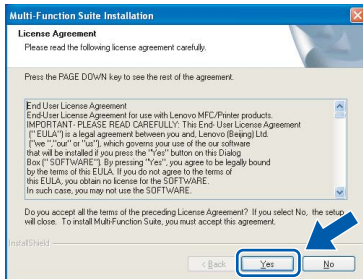 Multi-Function Suite Installation
License Agreement
Please read the following license agreement carefully.
Press the PAGE DOWN key to see the rest of the agreement.
End User License Agreement
End-User License Agreement for use with Lenovo MFC/Printer products.
IMPORTANT- PLEASE READ CAREFULLY: This End- User License Agreement
(" EULA") is a legal agreement between you and, Lenovo (Beijing) Ltd.
("we ","our" or "us"), which governs your use of the our software
that will be installed if you press the "Yes" button on this Dialog
Box (" SOFTWARE"). By pressing "Yes", you agree to be legally bound
by the terms of this EULA. If you do not agree to the terms of
this EULA, you obtain no license for the SOFTWARE.
In such case, you may not use the SOFTWARE.
Do you accept all the terms of the preceding License Agreement? If you select No, the setup
will close. To install Multi-Function Suite, you must accept this agreement.
InstallShield
< Back Yes No